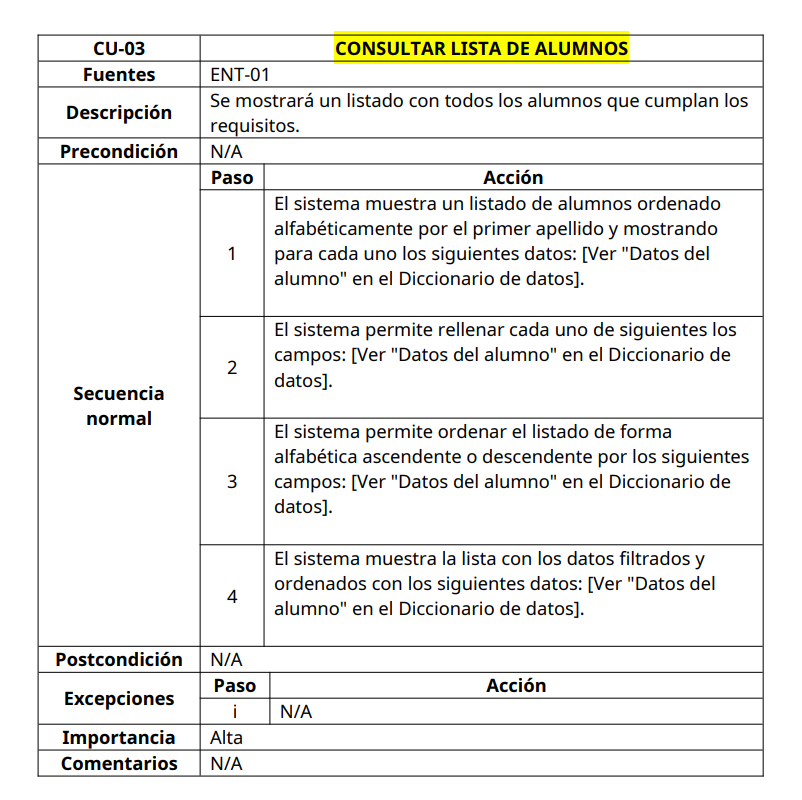 CU-03 CONSULTAR LISTA DE ALUMNOS
Fuentes ENT-01
Descripción Se mostrará un listado con todos los alumnos que cumplan los
requisitos.
Precondición N/A
Secuencia
normal
Paso Acción
1
El sistema muestra un listado de alumnos ordenado
alfabéticamente por el primer apellido y mostrando
para cada uno los siguientes datos: [Ver "Datos del
alumno" en el Diccionario de datos].
2
El sistema permite rellenar cada uno de siguientes los
campos: [Ver "Datos del alumno" en el Diccionario de
datos].
3
El sistema permite ordenar el listado de forma
alfabética ascendente o descendente por los siguientes
campos: [Ver "Datos del alumno" en el Diccionario de
datos].
4
El sistema muestra la lista con los datos filtrados y
ordenados con los siguientes datos: [Ver "Datos del
alumno" en el Diccionario de datos].
Postcondición N/A
Excepciones
Paso Acción
i N/A
Importancia Alta
Comentarios N/A